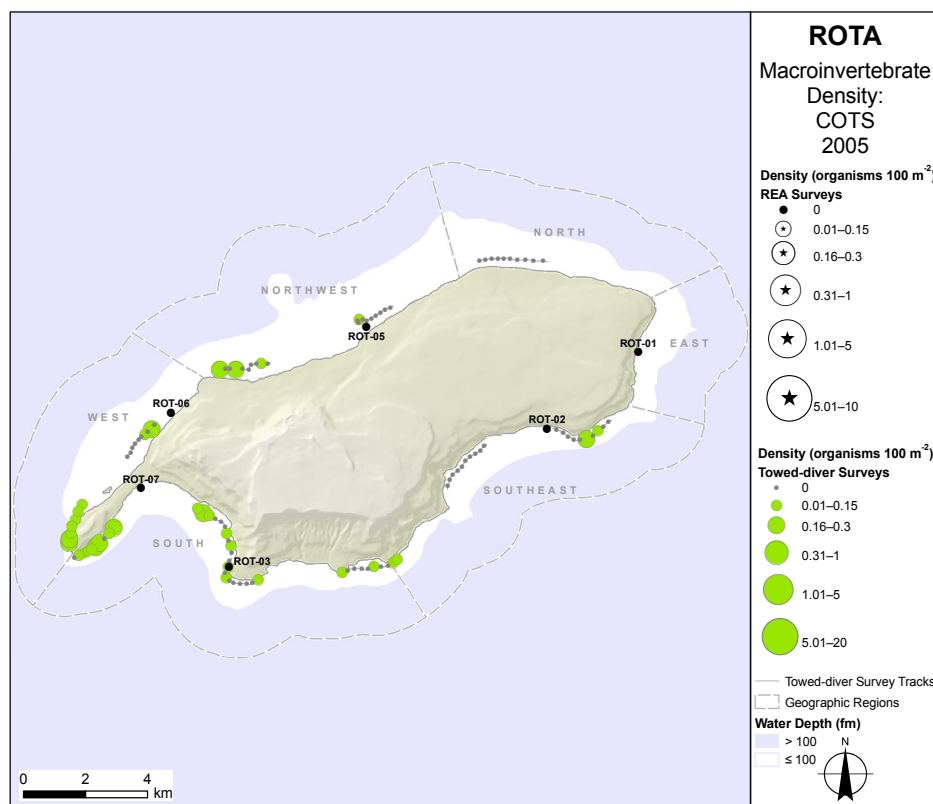 ROTA
Macroinvertebrate
Density:
COTS
2005
Density (organisms 100 m⁻²)
REA Surveys
0
0.01–0.15
0.16–0.3
0.31–1
1.01–5
5.01–10
Density (organisms 100 m⁻²)
Towed-diver Surveys
0
0.01–0.15
0.16–0.3
0.31–1
1.01–5
5.01–20
Towed-diver Survey Tracks
Geographic Regions
Water Depth (fm)
> 100
≤ 100
N
NORTH
NORTHWEST
ROT-05
ROT-01
EAST
ROT-06
WEST
ROT-02
ROT-07
SOUTHEAST
SOUTH
ROT-03
0 2 4
km